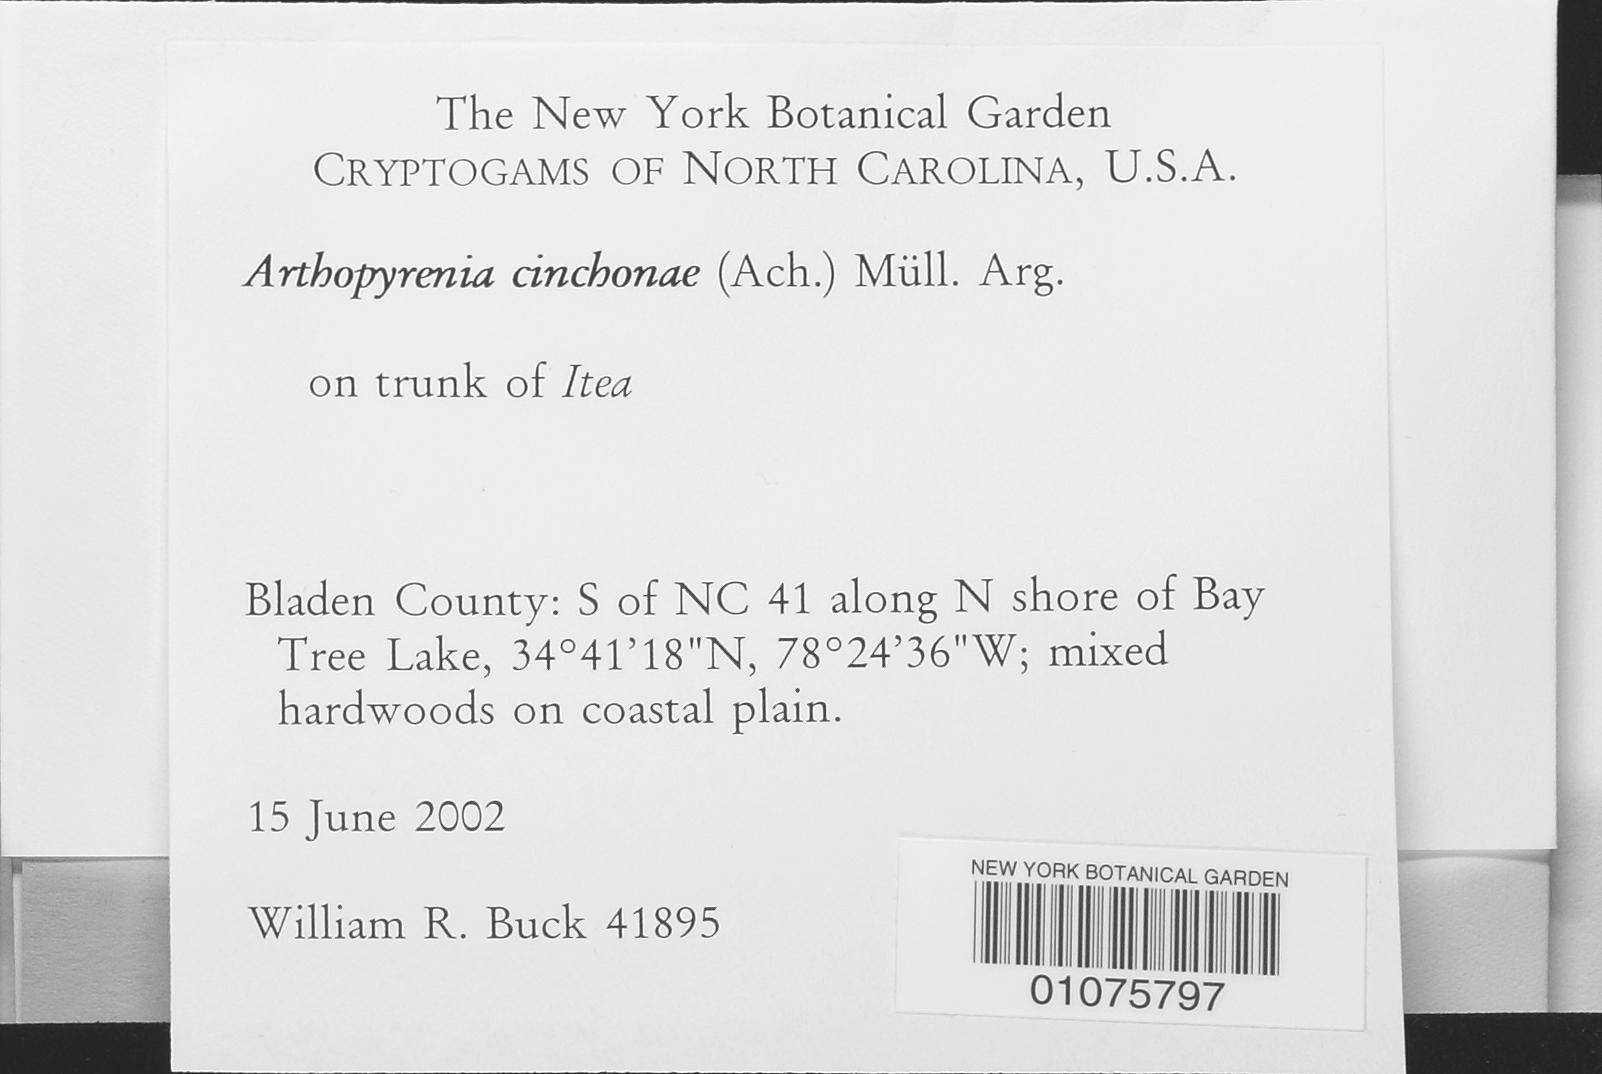 The New York Botanical Garden
CRYPTOGAMS OF NORTH CAROLINA, U.S.A.
Arthopyrenia cinchonae (Ach.) Müll. Arg.
on trunk of Itea
Bladen County: S of NC 41 along N shore of Bay
Tree Lake, 34°41’18"N, 78°24’36"W; mixed
hardwoods on coastal plain.
15 June 2002
William R. Buck 41895
NEW YORK BOTANICAL GARDEN
01075797